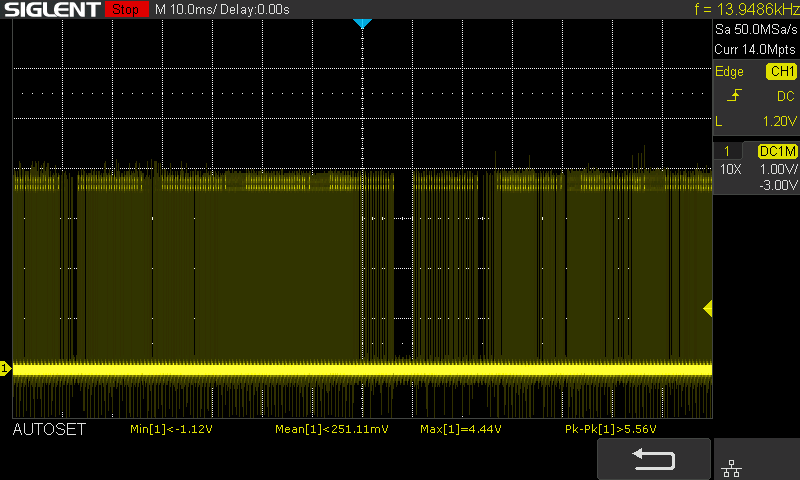 SIGLENT Stop M 10.0ms/ Delay:0.00s f = 13.9486kHz
Sa 50.0MSa/s
Curr 14.0Mpts
Edge CH1
DC
L 1.20V
1 DC1M
10X 1.00V/
-3.00V
1
AUTOSET Min[1]<-1.12V Mean[1]<251.11mV Max[1]=4.44V Pk-Pk[1]>5.56V